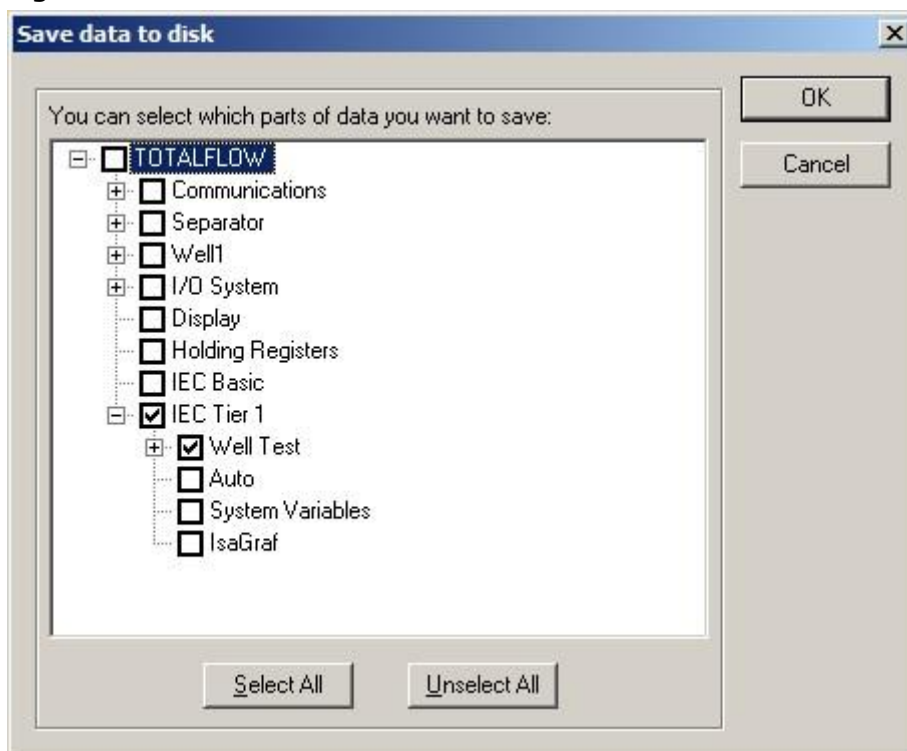 Save data to disk
OK
You can select which parts of data you want to save:
Cancel
TOTALFLOW
Communications
Separator
Well1
I/O System
Display
Holding Registers
IEC Basic
IEC Tier 1
Well Test
Auto
System Variables
IsaGraf
Select All
Unselect All